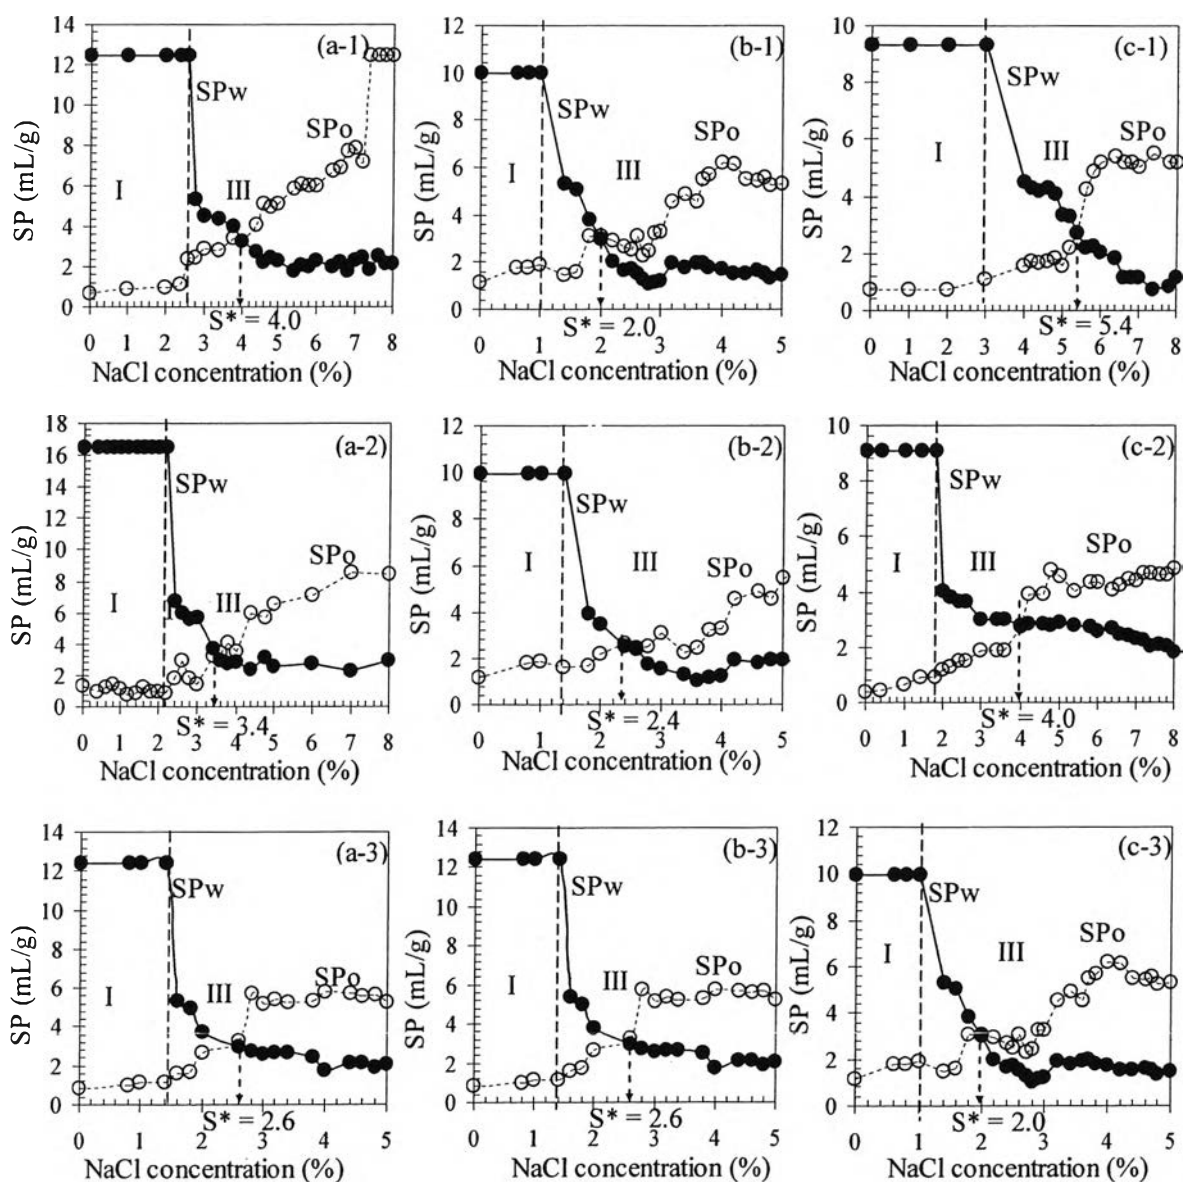 (a-1)
14
12
10
8
6
4
2
0
SP (mL/g)
SPw
SPo
I
III
S* = 4.0
0 1 2 3 4 5 6 7 8
NaCl concentration (%)
(b-1)
12
10
8
6
4
2
0
SP (mL/g)
SPw
SPo
I
III
S* = 2.0
0 1 2 3 4 5
NaCl concentration (%)
(c-1)
10
8
6
4
2
0
SP (mL/g)
SPw
SPo
I
III
S* = 5.4
0 1 2 3 4 5 6 7 8
NaCl concentration (%)
(a-2)
18
16
14
12
10
8
6
4
2
0
SP (mL/g)
SPw
SPo
I
III
S* = 3.4
0 1 2 3 4 5 6 7 8
NaCl concentration (%)
(b-2)
12
10
8
6
4
2
0
SP (mL/g)
SPw
SPo
I
III
S* = 2.4
0 1 2 3 4 5
NaCl concentration (%)
(c-2)
10
8
6
4
2
0
SP (mL/g)
SPw
SPo
I
III
S* = 4.0
0 1 2 3 4 5 6 7 8
NaCl concentration (%)
(a-3)
14
12
10
8
6
4
2
0
SP (mL/g)
SPw
SPo
I
III
S* = 2.6
0 1 2 3 4 5
NaCl concentration (%)
(b-3)
14
12
10
8
6
4
2
0
SP (mL/g)
SPw
SPo
I
III
S* = 2.6
0 1 2 3 4 5
NaCl concentration (%)
(c-3)
12
10
8
6
4
2
0
SP (mL/g)
SPw
SPo
I
III
S* = 2.0
0 1 2 3 4 5
NaCl concentration (%)